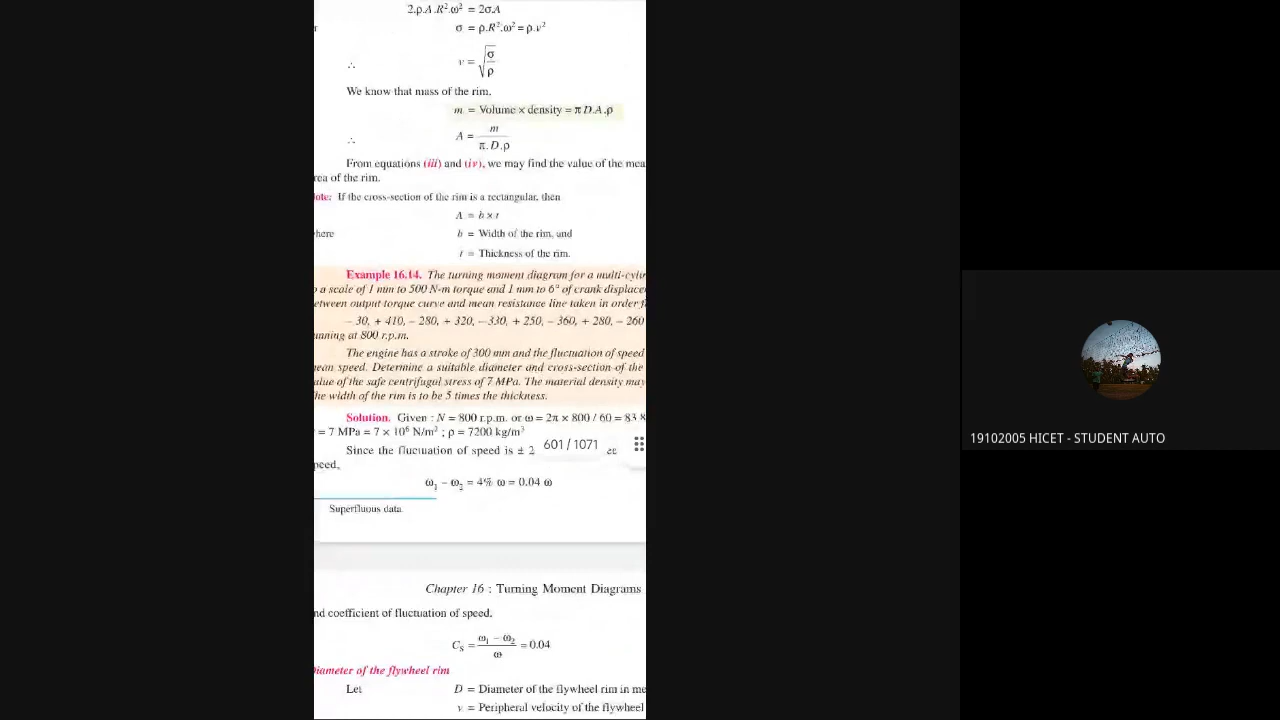 2.ρ.A.R².ω² = 2σ.A
σ = ρ.R².ω² = ρ.v²
∴ v = √(σ/ρ)
We know that mass of the rim,
m = Volume × density = π D.A.ρ
∴ A = m / π.D.ρ
From equations (iii) and (iv), we may find the value of the mea
rea of the rim.
ote: If the cross-section of the rim is a rectangular, then
A = b × t
here b = Width of the rim, and
t = Thickness of the rim.
Example 16.14. The turning moment diagram for a multi-cylin
o a scale of 1 mm to 500 N-m torque and 1 mm to 6° of crank displacem
etween output torque curve and mean resistance line taken in order f
– 30, + 410, – 280, + 320, – 330, + 250, – 360, + 280, – 260
unning at 800 r.p.m.
The engine has a stroke of 300 mm and the fluctuation of speed
mean speed. Determine a suitable diameter and cross-section of the
alue of the safe centrifugal stress of 7 MPa. The material density may
he width of the rim is to be 5 times the thickness.
Solution. Given : N = 800 r.p.m. or ω = 2π × 800 / 60 = 83.8
= 7 MPa = 7 × 10⁶ N/m² ; ρ = 7200 kg/m³
Since the fluctuation of speed is ± 2
601 / 1071
peed,
ω₁ – ω₂ = 4% ω = 0.04 ω
Superfluous data.
Chapter 16 : Turning Moment Diagrams
nd coefficient of fluctuation of speed,
C_S = (ω₁ – ω₂) / ω = 0.04
Diameter of the flywheel rim
Let D = Diameter of the flywheel rim in me
v = Peripheral velocity of the flywheel
19102005 HICET - STUDENT AUTO